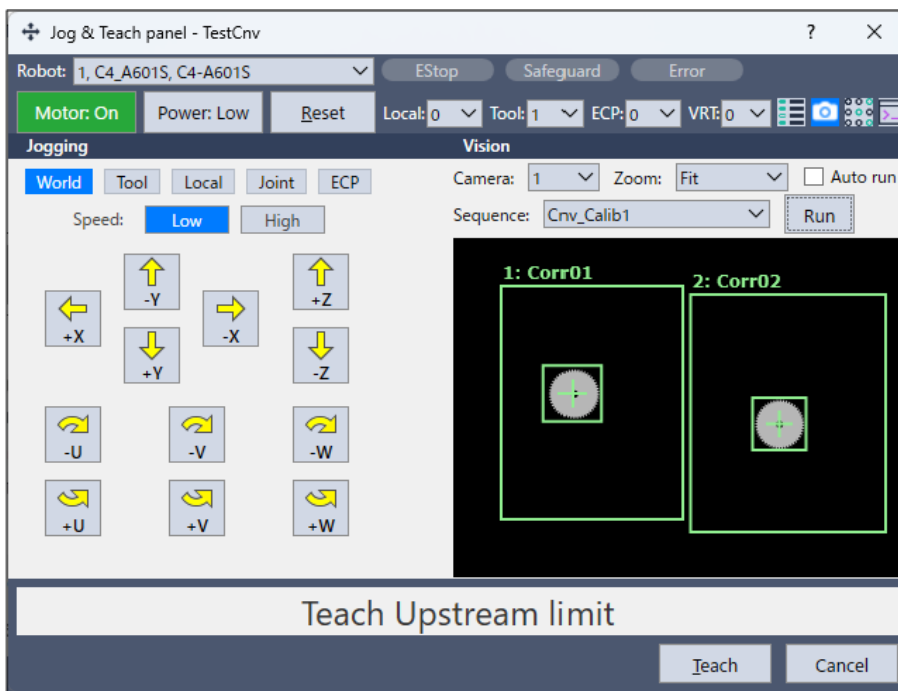 Jog & Teach panel - TestCnv
?
Robot: 1, C4_A601S, C4-A601S
EStop
Safeguard
Error
Motor: On
Power: Low
Reset
Local: 0
Tool: 1
ECP: 0
VRT: 0
Jogging
Vision
World
Tool
Local
Joint
ECP
Camera: 1
Zoom: Fit
Auto run
Speed:
Low
High
Sequence: Cnv_Calib1
Run
-Y
+Z
+X
-X
+Y
-Z
-U
-V
-W
+U
+V
+W
1: Corr01
2: Corr02
Teach Upstream limit
Teach
Cancel